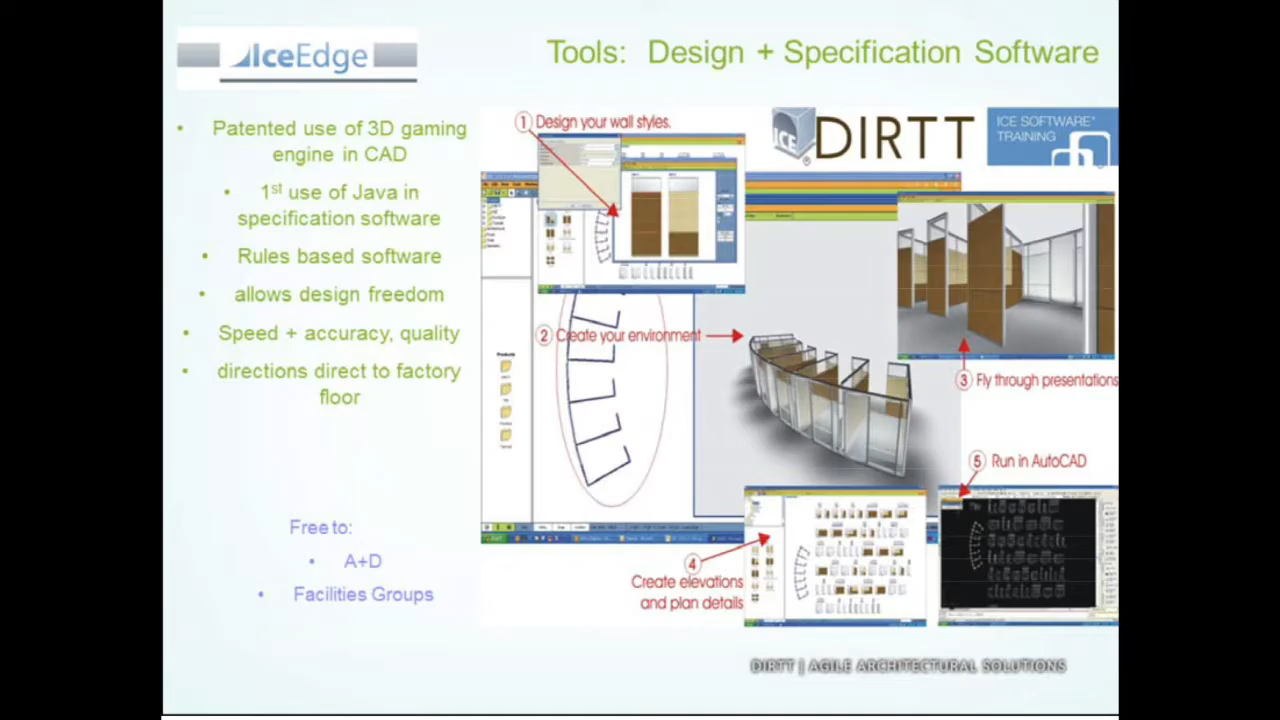 IceEdge
Tools: Design + Specification Software
• Patented use of 3D gaming
engine in CAD
• 1st use of Java in
specification software
• Rules based software
• allows design freedom
• Speed + accuracy, quality
• directions direct to factory
floor
Free to:
• A+D
• Facilities Groups
1 Design your wall styles.
ICE DIRTT
ICE SOFTWARE
TRAINING
2 Create your environment
3 Fly through presentations
4
Create elevations
and plan details
5 Run in AutoCAD
Products
DIRTT | AGILE ARCHITECTURAL SOLUTIONS